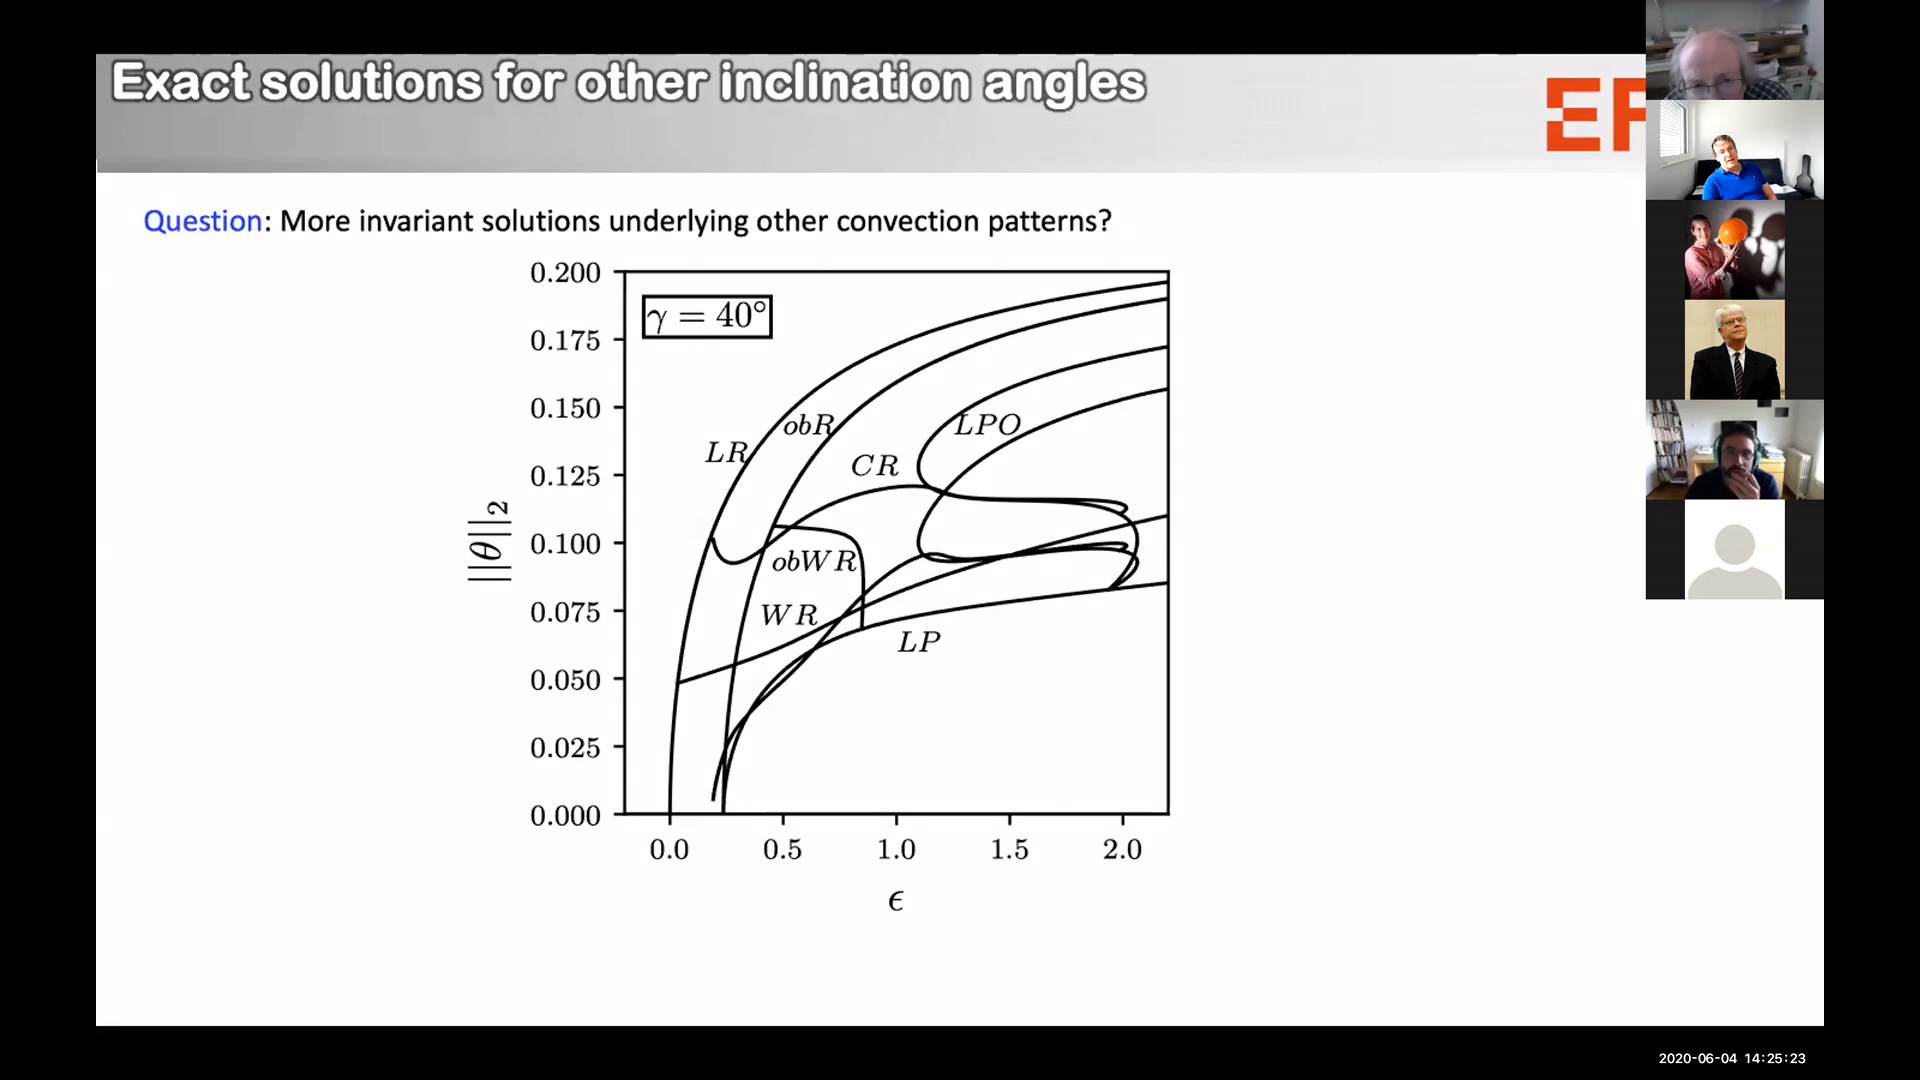 Exact solutions for other inclination angles
EP
Question: More invariant solutions underlying other convection patterns?
0.200
γ = 40°
0.175
0.150
obR
LPO
LR
CR
0.125
||θ||₂
0.100
obWR
0.075
WR
LP
0.050
0.025
0.000
0.0 0.5 1.0 1.5 2.0
ϵ
2020-06-04 14:25:23